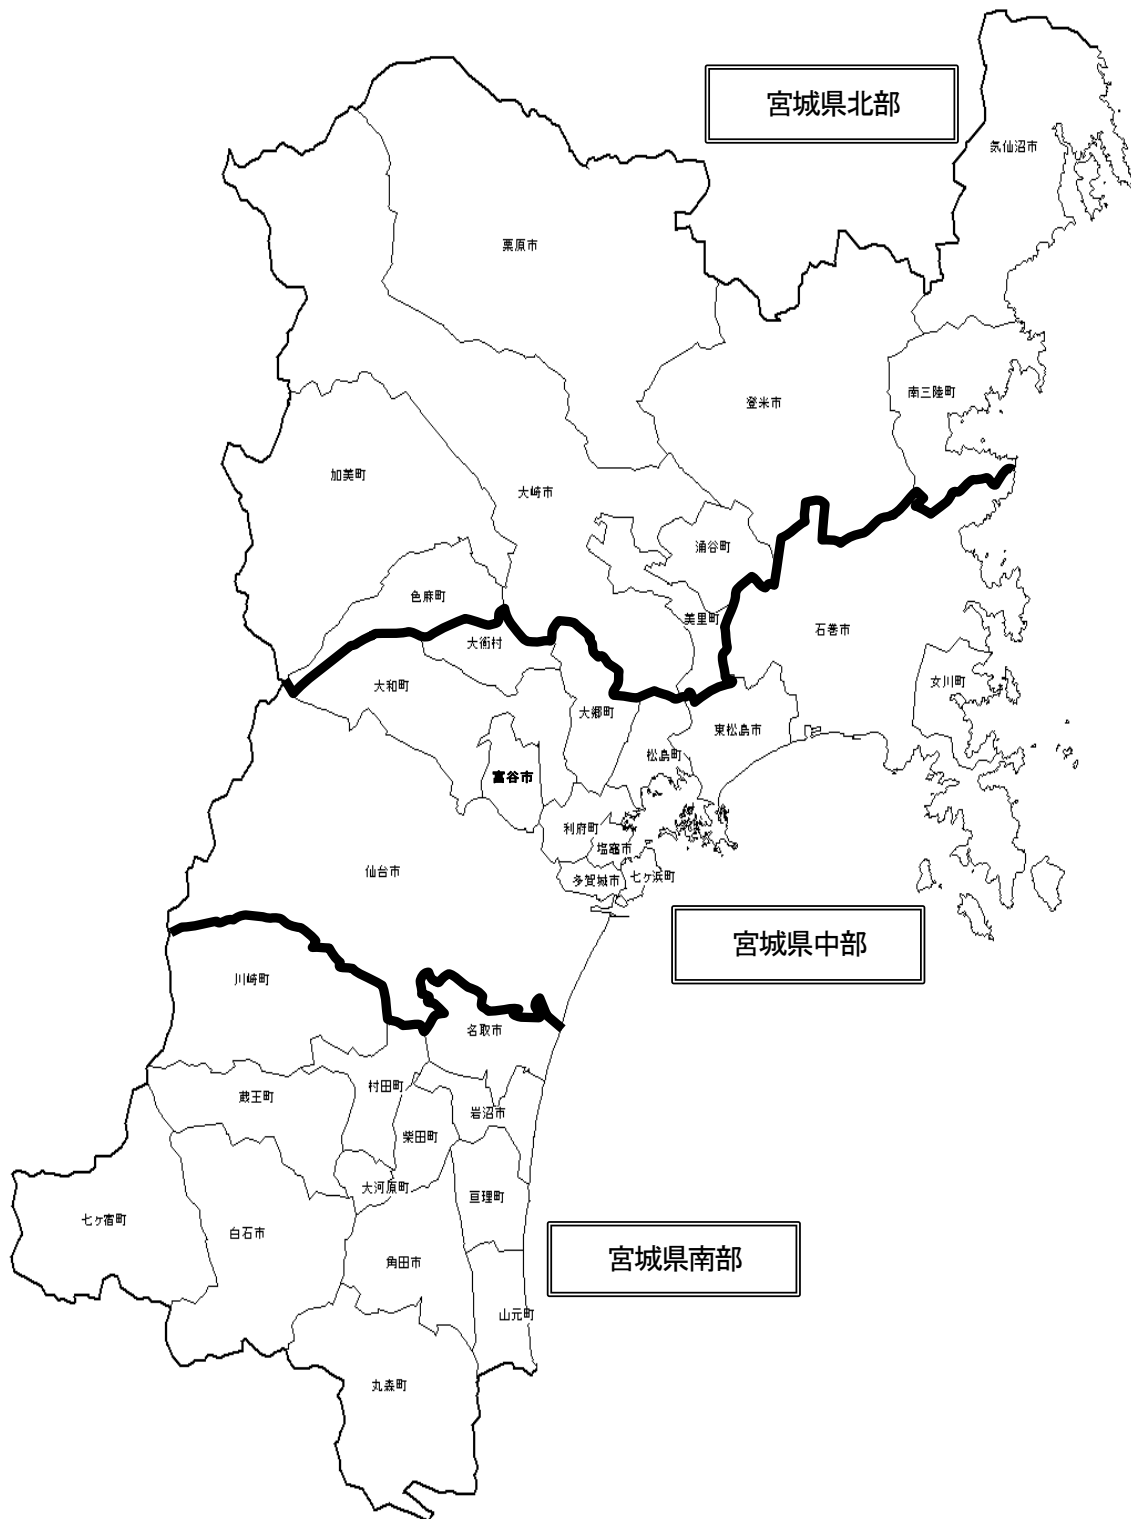 宮城県北部
気仙沼市
栗原市
南三陸町
登米市
加美町
大崎市
涌谷町
色麻町
美里町
石巻市
大衡村
女川町
大和町
大郷町
東松島市
松島町
富谷市
利府町
塩竈市
仙台市
多賀城市
七ヶ浜町
宮城県中部
川崎町
名取市
村田町
蔵王町
岩沼市
柴田町
大河原町
亘理町
七ヶ宿町
白石市
角田市
宮城県南部
山元町
丸森町